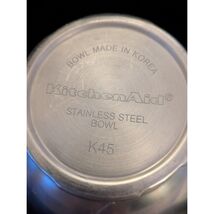 BOWL MADE IN KOREA
KitchenAid®
STAINLESS STEEL
BOWL
K45